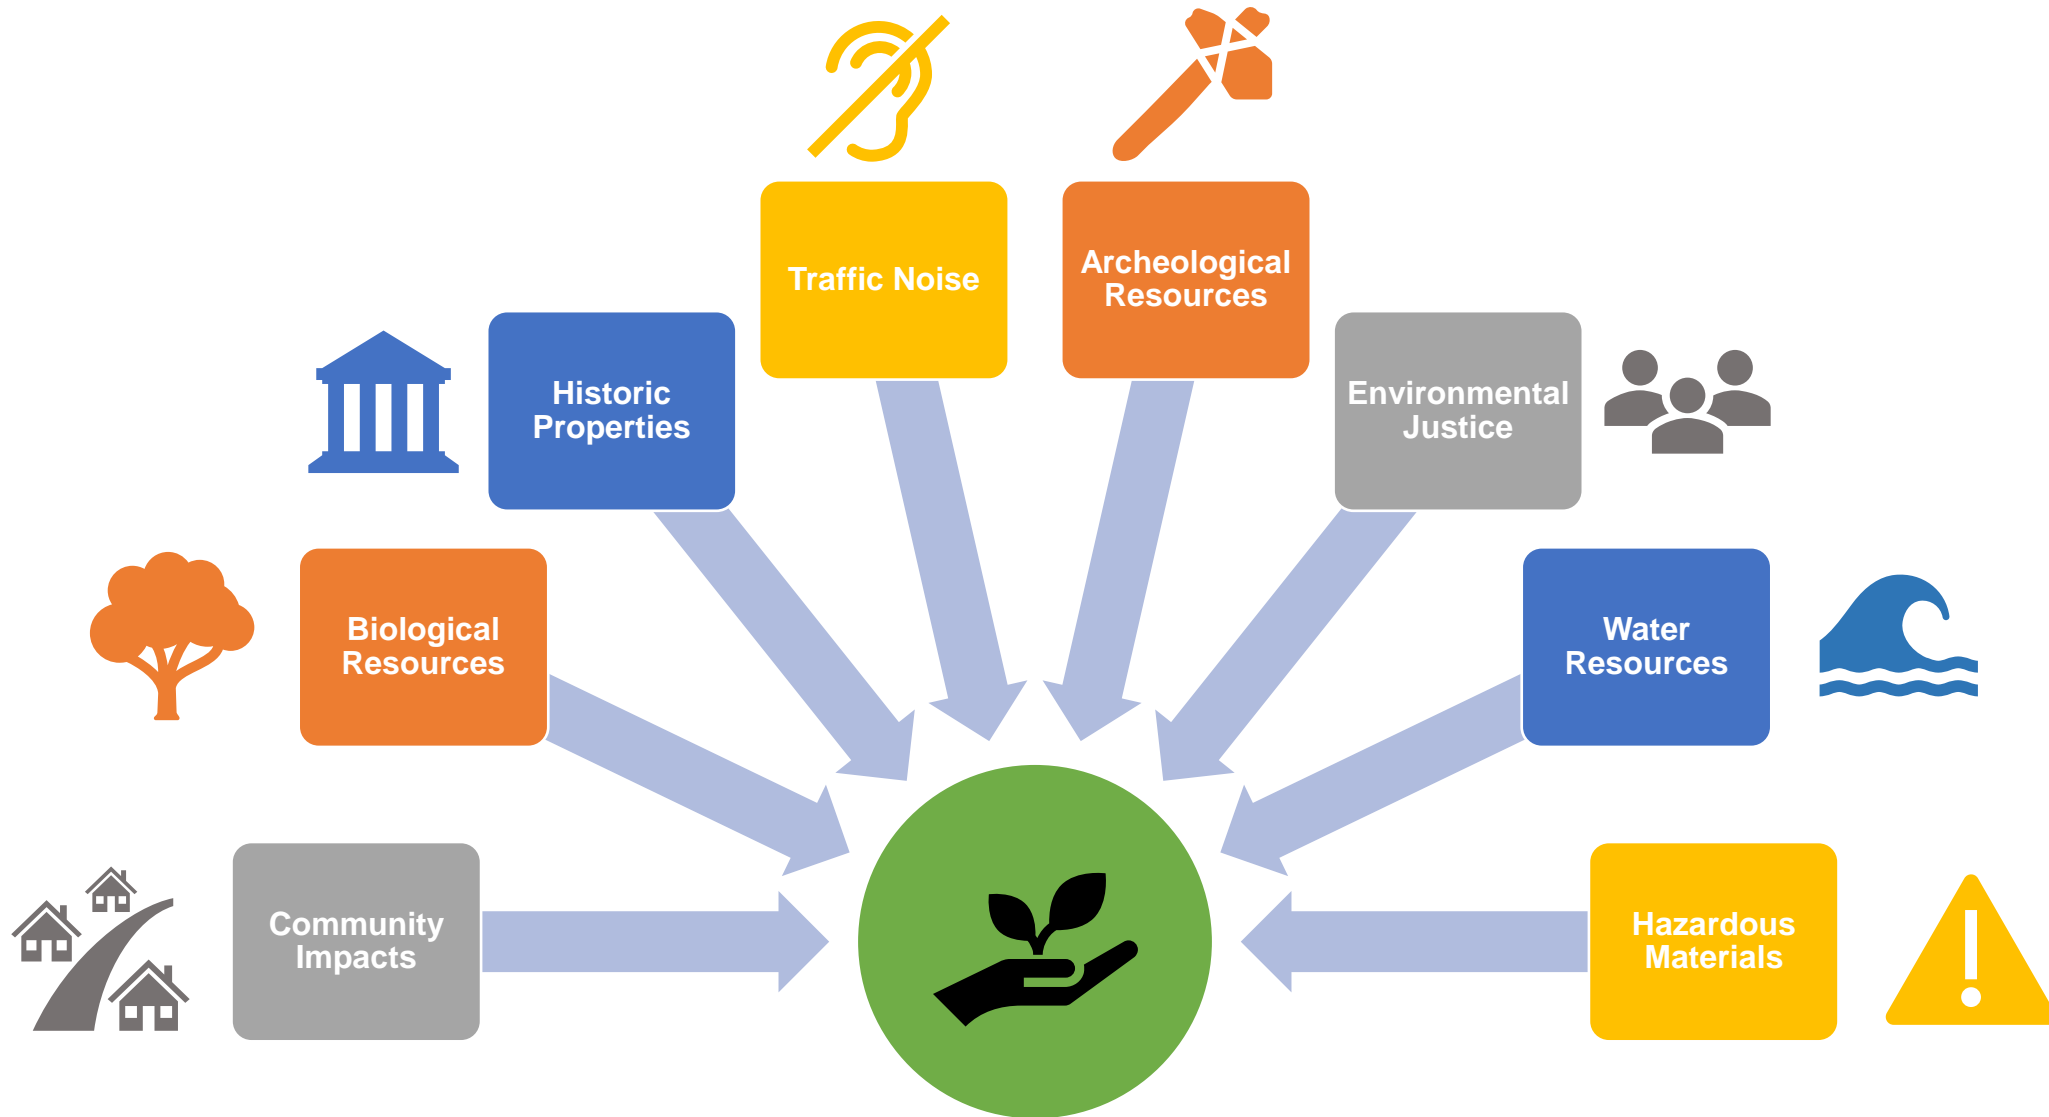 Traffic Noise
Archeological
Resources
Historic
Properties
Environmental
Justice
Biological
Resources
Water
Resources
Community
Impacts
Hazardous
Materials